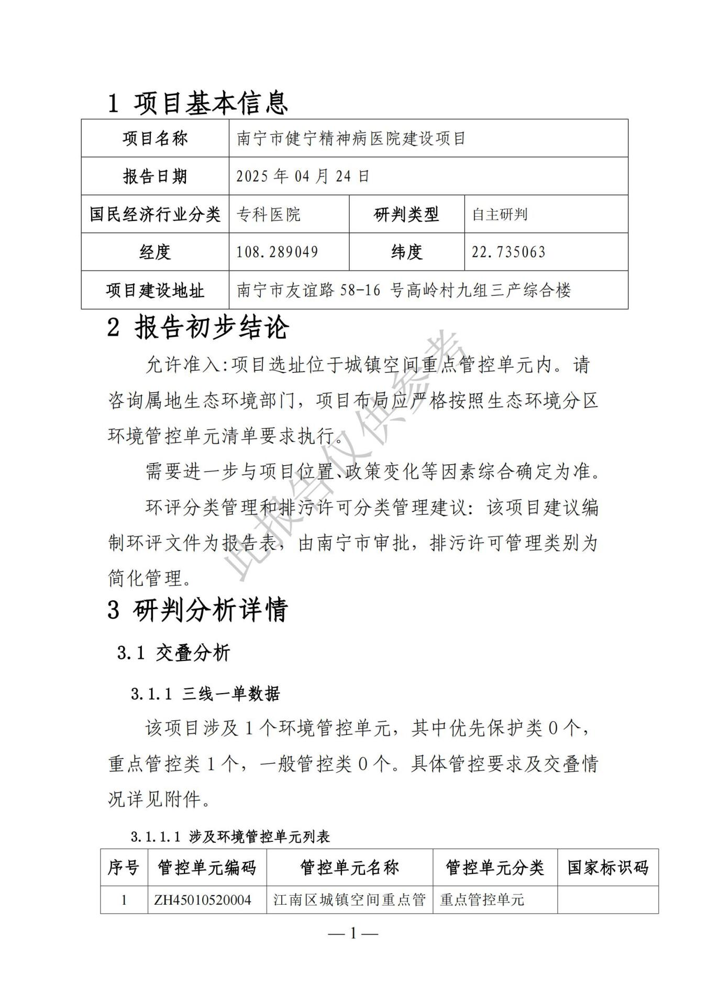 1 项目基本信息
项目名称 南宁市健宁精神病医院建设项目
报告日期 2025 年 04 月 24 日
国民经济行业分类 专科医院 研判类型 自主研判
经度 108.289049 纬度 22.735063
项目建设地址 南宁市友谊路 58-16 号高岭村九组三产综合楼
2 报告初步结论
允许准入:项目选址位于城镇空间重点管控单元内。请
咨询属地生态环境部门，项目布局应严格按照生态环境分区
环境管控单元清单要求执行。
需要进一步与项目位置、政策变化等因素综合确定为准。
环评分类管理和排污许可分类管理建议：该项目建议编
制环评文件为报告表，由南宁市审批，排污许可管理类别为
简化管理。
此报告仅供参考
3 研判分析详情
3.1 交叠分析
3.1.1 三线一单数据
该项目涉及 1 个环境管控单元，其中优先保护类 0 个，
重点管控类 1 个，一般管控类 0 个。具体管控要求及交叠情
况详见附件。
3.1.1.1 涉及环境管控单元列表
序号 管控单元编码 管控单元名称 管控单元分类 国家标识码
1 ZH45010520004 江南区城镇空间重点管 重点管控单元
— 1 —